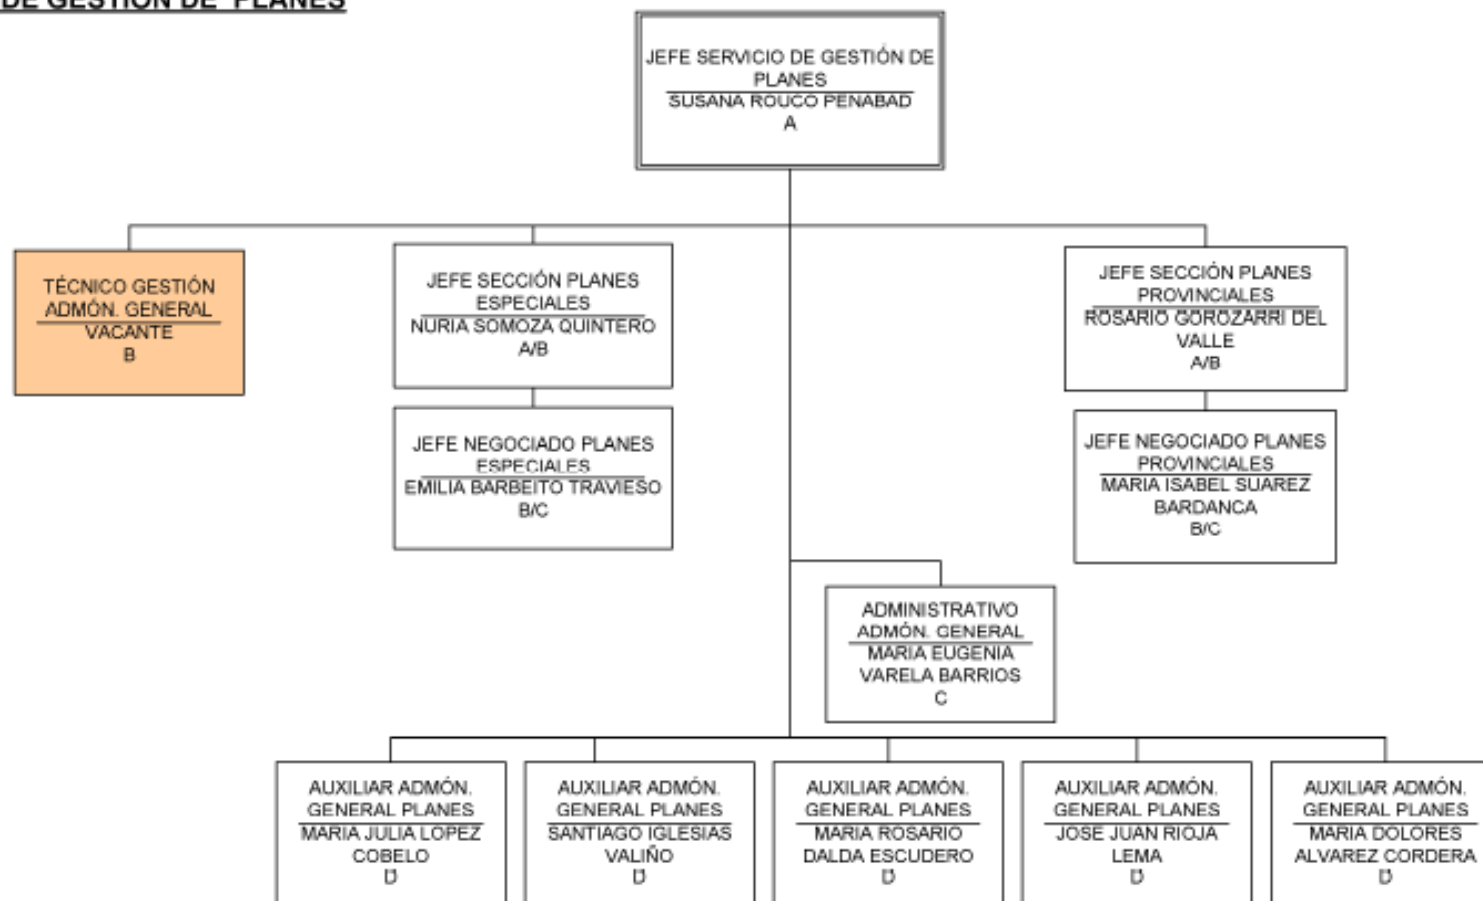 DE GESTIÓN DE PLANES
JEFE SERVICIO DE GESTIÓN DE
PLANES
SUSANA ROUCO PENABAD
A
TÉCNICO GESTIÓN
ADMÓN. GENERAL
VACANTE
B
JEFE SECCIÓN PLANES
ESPECIALES
NURIA SOMOZA QUINTERO
A/B
JEFE SECCIÓN PLANES
PROVINCIALES
ROSARIO GOROZARRI DEL
VALLE
A/B
JEFE NEGOCIADO PLANES
ESPECIALES
EMILIA BARBEITO TRAVIESO
B/C
JEFE NEGOCIADO PLANES
PROVINCIALES
MARIA ISABEL SUAREZ
BARDANCA
B/C
ADMINISTRATIVO
ADMÓN. GENERAL
MARIA EUGENIA
VARELA BARRIOS
C
AUXILIAR ADMÓN.
GENERAL PLANES
MARIA JULIA LOPEZ
COBELO
D
AUXILIAR ADMÓN.
GENERAL PLANES
SANTIAGO IGLESIAS
VALIÑO
D
AUXILIAR ADMÓN.
GENERAL PLANES
MARIA ROSARIO
DALDA ESCUDERO
D
AUXILIAR ADMÓN.
GENERAL PLANES
JOSE JUAN RIOJA
LEMA
D
AUXILIAR ADMÓN.
GENERAL PLANES
MARIA DOLORES
ALVAREZ CORDERA
D